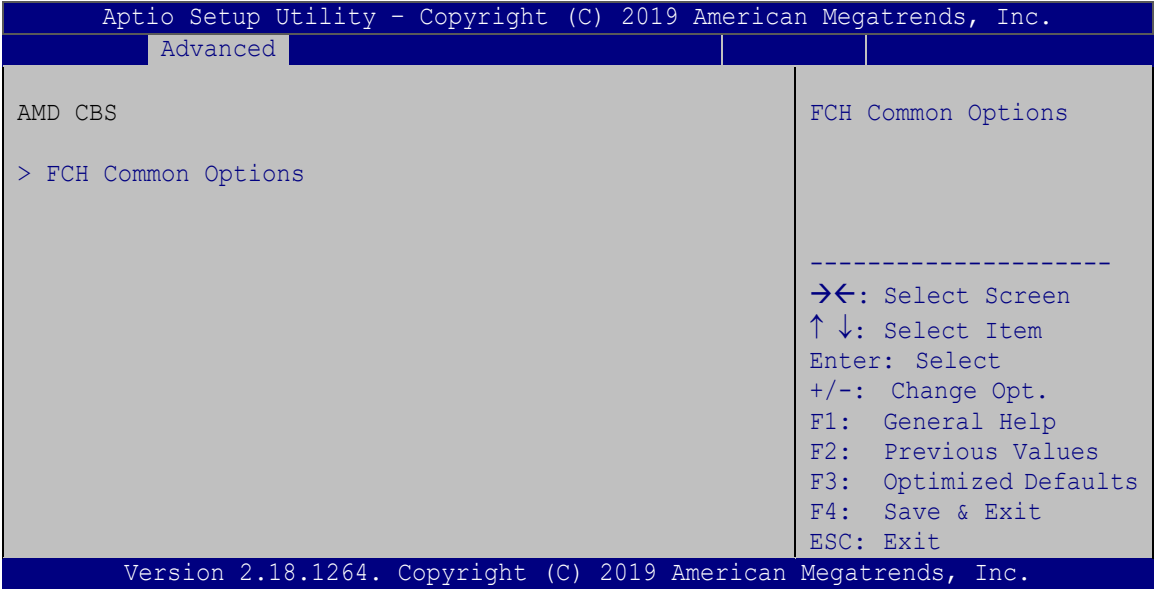 Aptio Setup Utility – Copyright (C) 2019 American Megatrends, Inc.
Advanced
AMD CBS
> FCH Common Options
FCH Common Options
---------------------
→←: Select Screen
↑ ↓: Select Item
Enter: Select
+/-: Change Opt.
F1: General Help
F2: Previous Values
F3: Optimized Defaults
F4: Save & Exit
ESC: Exit
Version 2.18.1264. Copyright (C) 2019 American Megatrends, Inc.